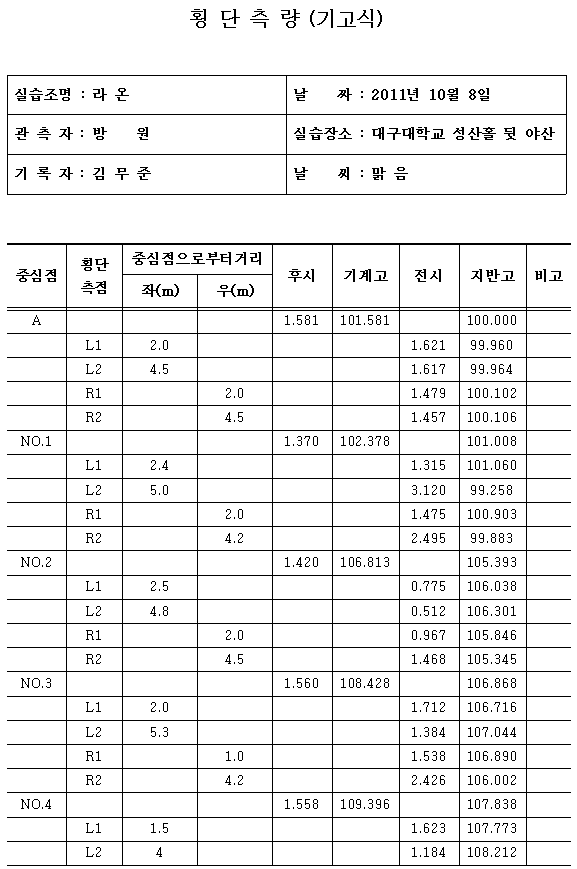 횡 단 측 량 (기고식)
실습조명 : 라 온 날 짜 : 2011년 10월 8일
관 측 자 : 방 원 실습장소 : 대구대학교 성산홀 뒷 야산
기 록 자 : 김 무 준 날 씨 : 맑 음
중심점 횡단 측점 중심점으로부터거리 후시 기계고 전시 지반고 비고
좌(m) 우(m)
A 1.581 101.581 100.000
L1 2.0 1.621 99.960
L2 4.5 1.617 99.964
R1 2.0 1.479 100.102
R2 4.5 1.457 100.106
NO.1 1.370 102.378 101.008
L1 2.4 1.315 101.060
L2 5.0 3.120 99.258
R1 2.0 1.475 100.903
R2 4.2 2.495 99.883
NO.2 1.420 106.813 105.393
L1 2.5 0.775 106.038
L2 4.8 0.512 106.301
R1 2.0 0.967 105.846
R2 4.5 1.468 105.345
NO.3 1.560 108.428 106.868
L1 2.0 1.712 106.716
L2 5.3 1.384 107.044
R1 1.0 1.538 106.890
R2 4.2 2.426 106.002
NO.4 1.558 109.396 107.838
L1 1.5 1.623 107.773
L2 4 1.184 108.212